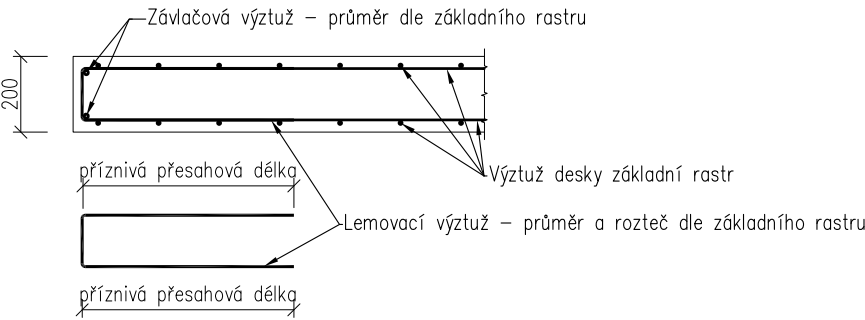 Závlačová výztuž – průměr dle základního rastru
200
příznivá přesahová délka
Výztuž desky základní rastr
Lemovací výztuž – průměr a rozteč dle základního rastru
příznivá přesahová délka